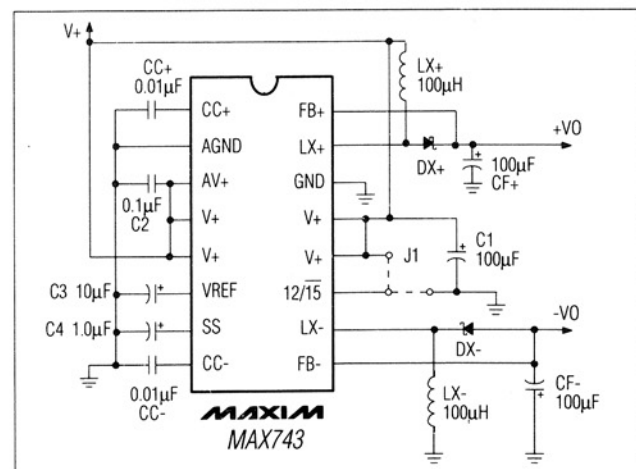 V+
CC+
0.01µF
LX+
100µH
CC+
FB+
AGND
LX+
+VO
DX+
100µF
CF+
AV+
GND
0.1µF
C2
V+
V+
V+
V+
J1
C1
100µF
C3 10µF
VREF
12/15
C4 1.0µF
SS
LX-
-VO
DX-
CC-
FB-
0.01µF
CC-
LX-
100µH
CF-
100µF
MAXIM
MAX743